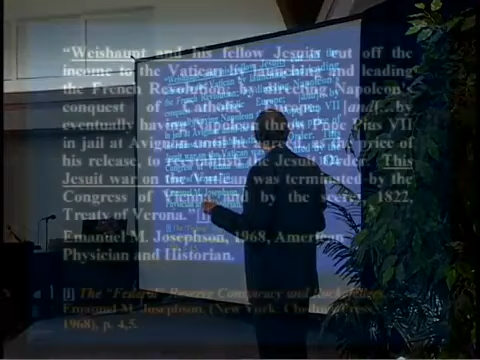 “Weishaupt and his fellow Jesuits cut off the
income to the Vatican by launching and leading
the French Revolution; by directing Napoleon’s
conquest of Catholic Europe; [and]...by
eventually having Napoleon throw Pope Pius VII
in jail at Avignon until he agreed, as the price of
his release, to reestablish the Jesuit Order. This
Jesuit war on the Vatican was terminated by the
Congress of Vienna and by the secret, 1822,
Treaty of Verona.” [i]
Emanuel M. Josephson, 1968, American
Physician and Historian.
[i] The “Federal” Reserve Conspiracy and Rockefellers,
Emanuel M. Josephson, (New York: Chedney Press,
1968), p. 4,5.